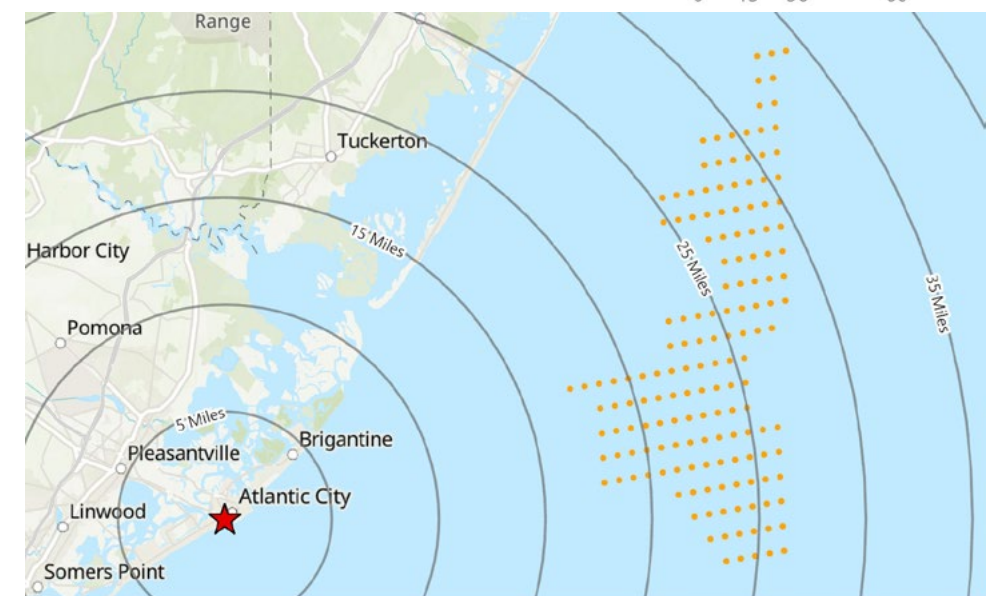 Range
Tuckerton
15 Miles
Harbor City
25 Miles
35 Miles
Pomona
5 Miles
Brigantine
Pleasantville
Atlantic City
Linwood
Somers Point